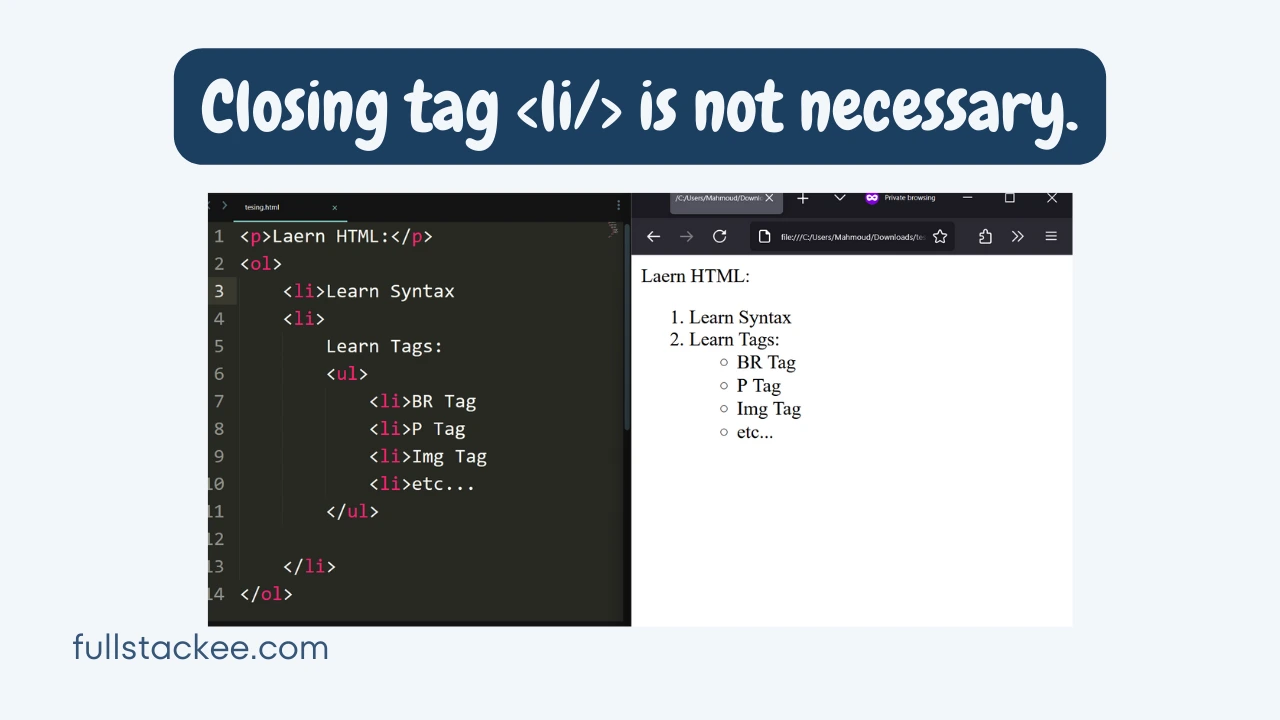 Closing tag <li/> is not necessary.
tesing.html
1 <p>Laern HTML:</p>
2 <ol>
3 <li>Learn Syntax
4 <li>
5 Learn Tags:
6 <ul>
7 <li>BR Tag
8 <li>P Tag
9 <li>Img Tag
10 <li>etc...
11 </ul>
12
13 </li>
14 </ol>
/C:/Users/Mahmoud/Downl
Private browsing
file:///C:/Users/Mahmoud/Downloads/te
Laern HTML:
1. Learn Syntax
2. Learn Tags:
BR Tag
P Tag
Img Tag
etc...
fullstackee.com